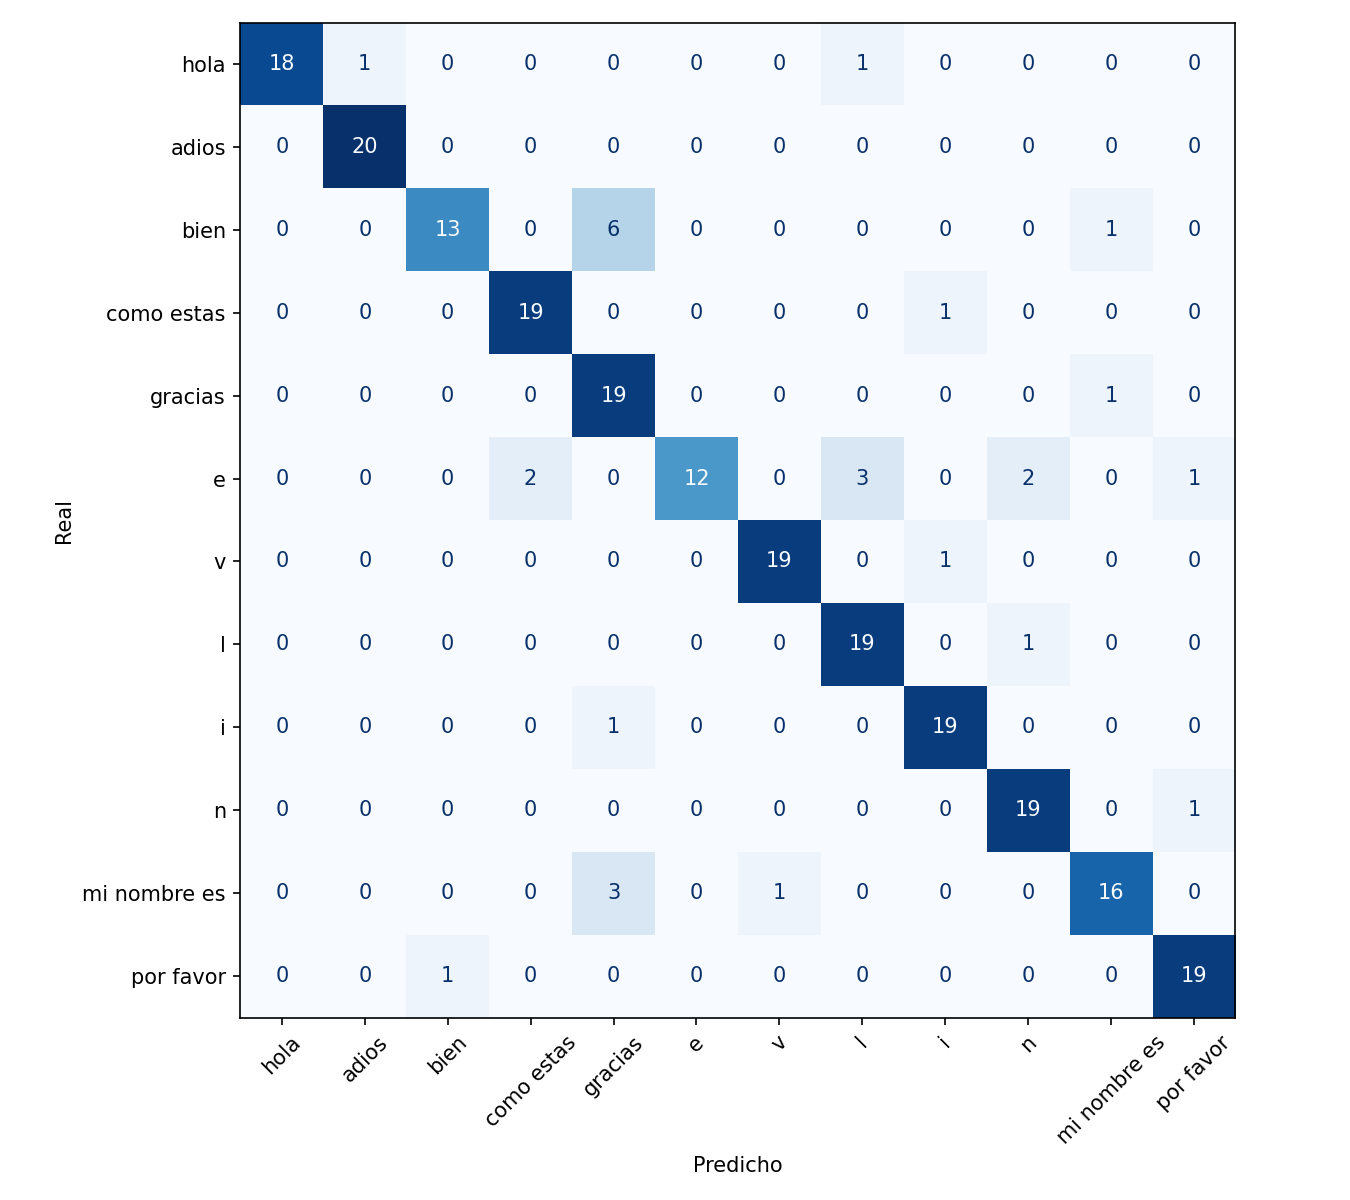 hola 18 1 0 0 0 0 0 1 0 0 0 0
adios 0 20 0 0 0 0 0 0 0 0 0 0
bien 0 0 13 0 6 0 0 0 0 0 1 0
como estas 0 0 0 19 0 0 0 0 1 0 0 0
gracias 0 0 0 0 19 0 0 0 0 0 1 0
e 0 0 0 2 0 12 0 3 0 2 0 1
v 0 0 0 0 0 0 19 0 1 0 0 0
l 0 0 0 0 0 0 0 19 0 1 0 0
i 0 0 0 0 1 0 0 0 19 0 0 0
n 0 0 0 0 0 0 0 0 0 19 0 1
mi nombre es 0 0 0 0 3 0 1 0 0 0 16 0
por favor 0 0 1 0 0 0 0 0 0 0 0 19
Real
hola adios bien como estas gracias e v l i n mi nombre es por favor
Predicho